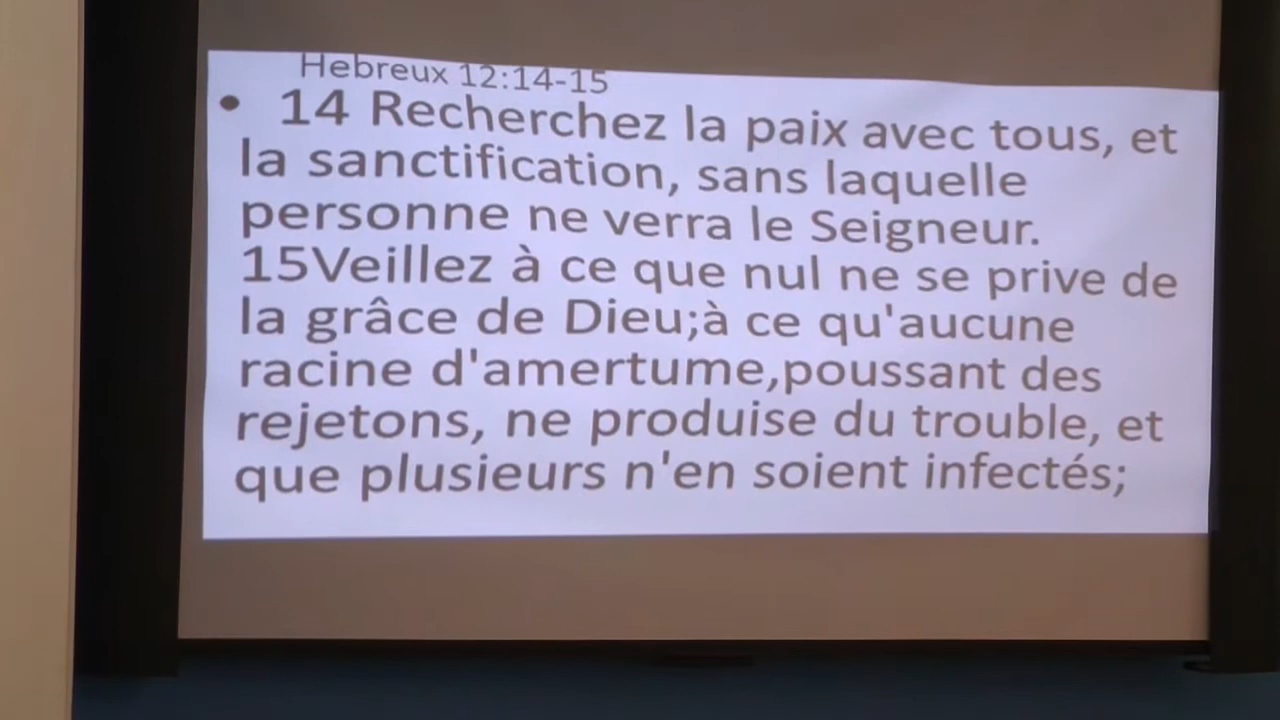 Hebreux 12:14-15
• 14 Recherchez la paix avec tous, et
la sanctification, sans laquelle
personne ne verra le Seigneur.
15Veillez à ce que nul ne se prive de
la grâce de Dieu;à ce qu'aucune
racine d'amertume,poussant des
rejetons, ne produise du trouble, et
que plusieurs n'en soient infectés;